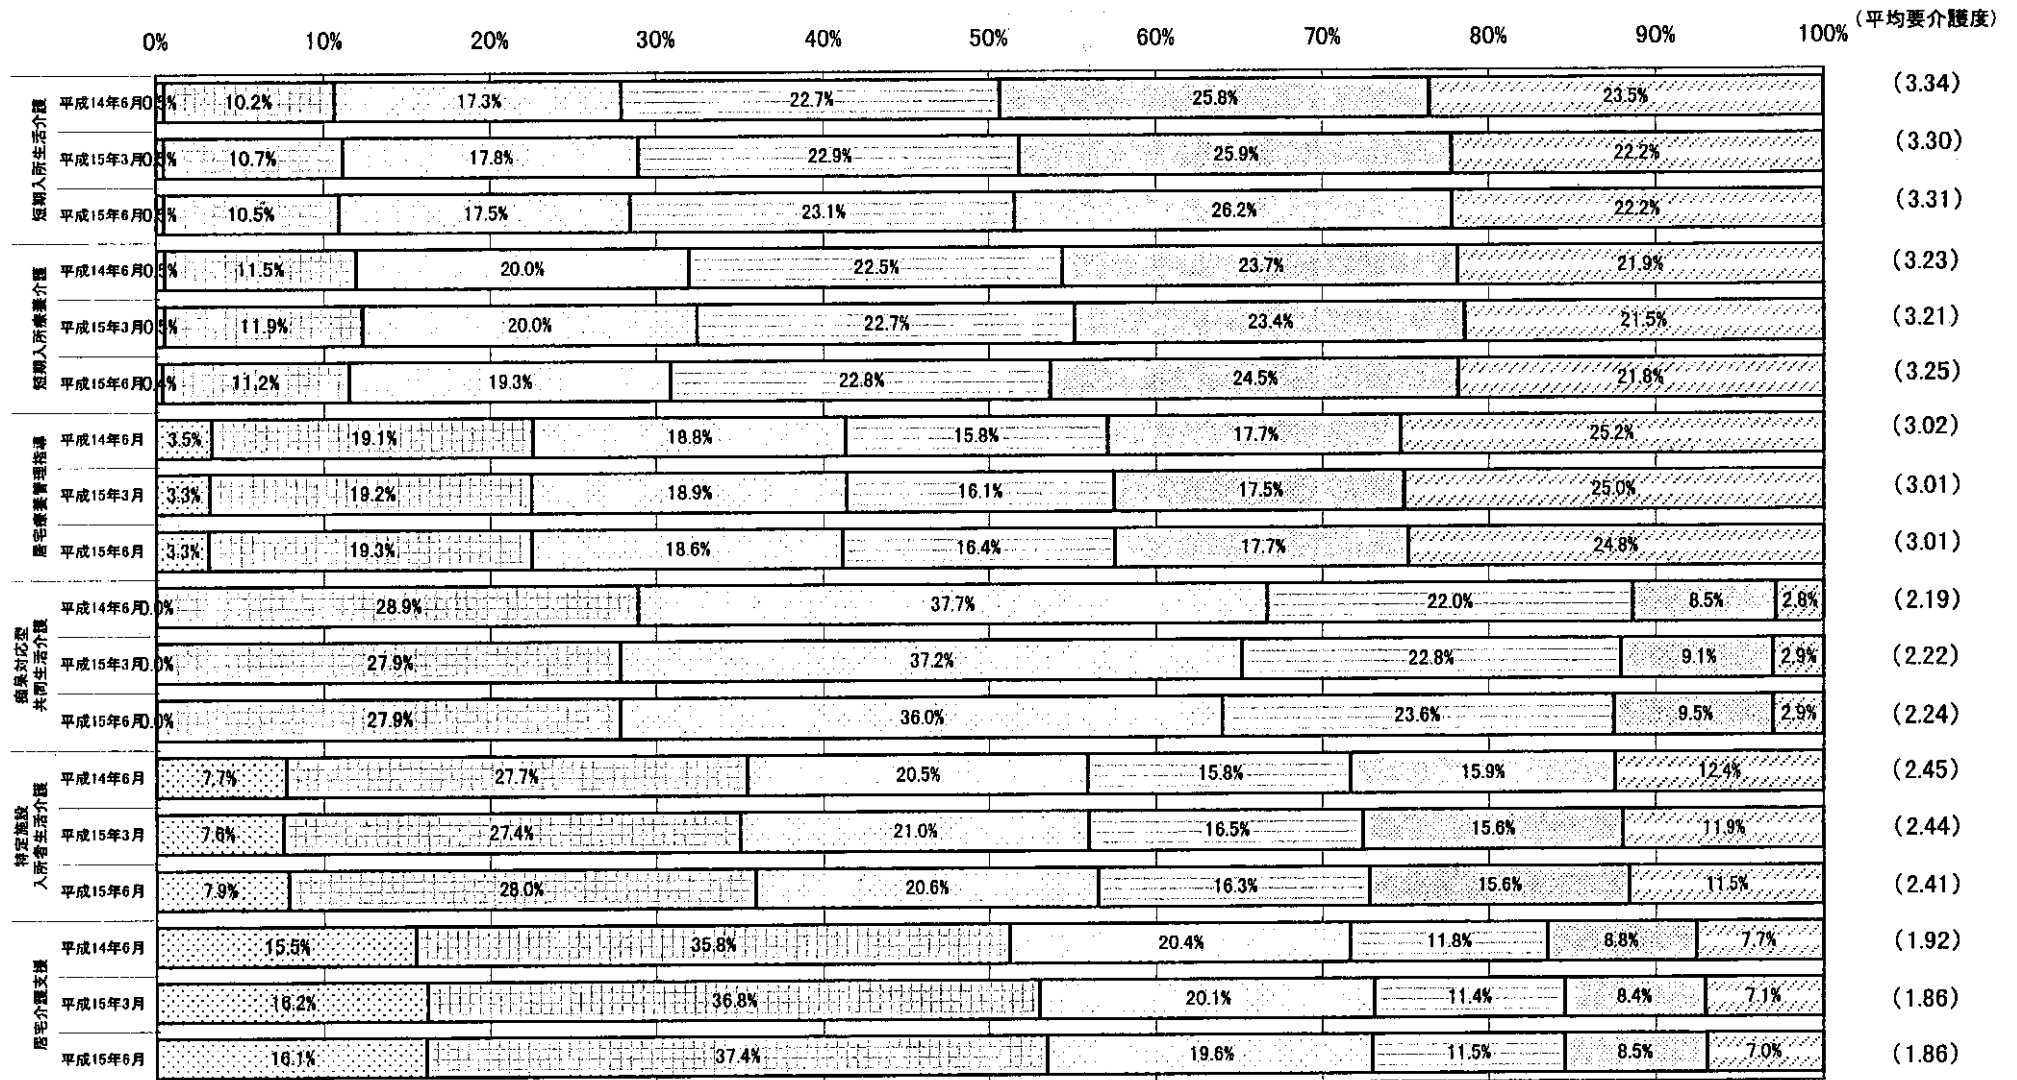 (平均要介護度)
0% 10% 20% 30% 40% 50% 60% 70% 80% 90% 100%
短期入所生活介護
平成14年6月 0.5% 10.2% 17.3% 22.7% 25.8% 23.5% (3.34)
平成15年3月 0.5% 10.7% 17.8% 22.9% 25.9% 22.2% (3.30)
平成15年6月 0.5% 10.5% 17.5% 23.1% 26.2% 22.2% (3.31)
短期入所療養介護
平成14年6月 0.5% 11.5% 20.0% 22.5% 23.7% 21.9% (3.23)
平成15年3月 0.5% 11.9% 20.0% 22.7% 23.4% 21.5% (3.21)
平成15年6月 0.4% 11.2% 19.3% 22.8% 24.5% 21.8% (3.25)
居宅療養管理指導
平成14年6月 3.5% 19.1% 18.8% 15.8% 17.7% 25.2% (3.02)
平成15年3月 3.3% 19.2% 18.9% 16.1% 17.5% 25.0% (3.01)
平成15年6月 3.3% 19.3% 18.6% 16.4% 17.7% 24.8% (3.01)
痴呆対応型
共同生活介護
平成14年6月 0.0% 28.9% 37.7% 22.0% 8.5% 2.8% (2.19)
平成15年3月 0.0% 27.9% 37.2% 22.8% 9.1% 2.9% (2.22)
平成15年6月 0.0% 27.9% 36.0% 23.6% 9.5% 2.9% (2.24)
特定施設
入所者生活介護
平成14年6月 7.7% 27.7% 20.5% 15.8% 15.9% 12.4% (2.45)
平成15年3月 7.6% 27.4% 21.0% 16.5% 15.6% 11.9% (2.44)
平成15年6月 7.9% 28.0% 20.6% 16.3% 15.6% 11.5% (2.41)
居宅介護支援
平成14年6月 15.5% 35.8% 20.4% 11.8% 8.8% 7.7% (1.92)
平成15年3月 16.2% 36.8% 20.1% 11.4% 8.4% 7.1% (1.86)
平成15年6月 16.1% 37.4% 19.6% 11.5% 8.5% 7.0% (1.86)